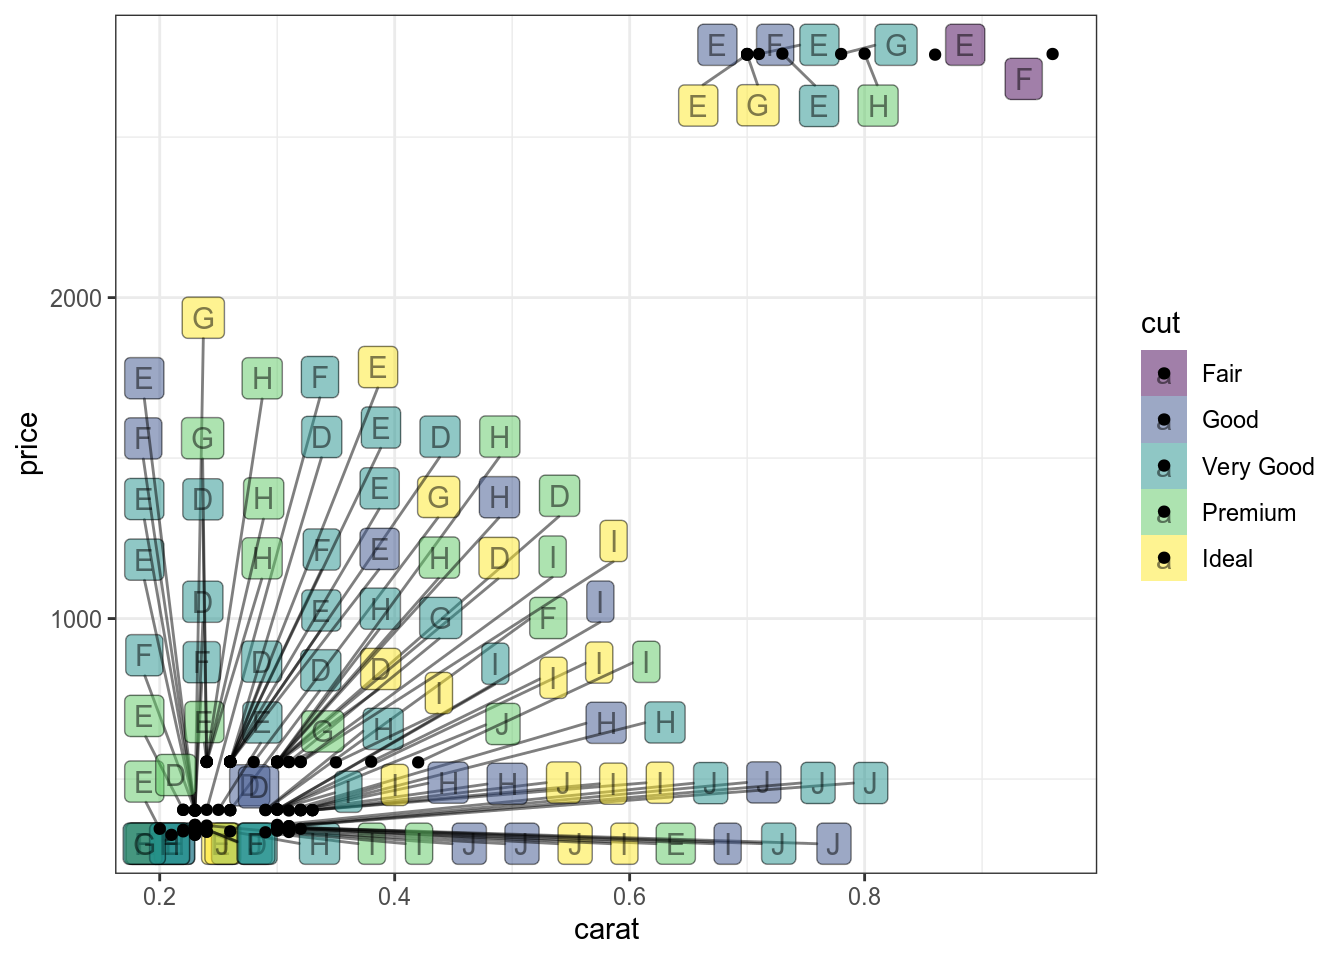 E F E G E
F
E G E H
2000
G
E H F E
F G D E D H
E D H E G H D
E H F E H D I I
D E H G F I
F F D D D I I I I
E E E G H I J H H
E D D D I I H H J I I J J J J
G H J F D H I I J J J I E I J J
1000
0.2 0.4 0.6 0.8
carat
price
cut
a Fair
a Good
a Very Good
a Premium
a Ideal